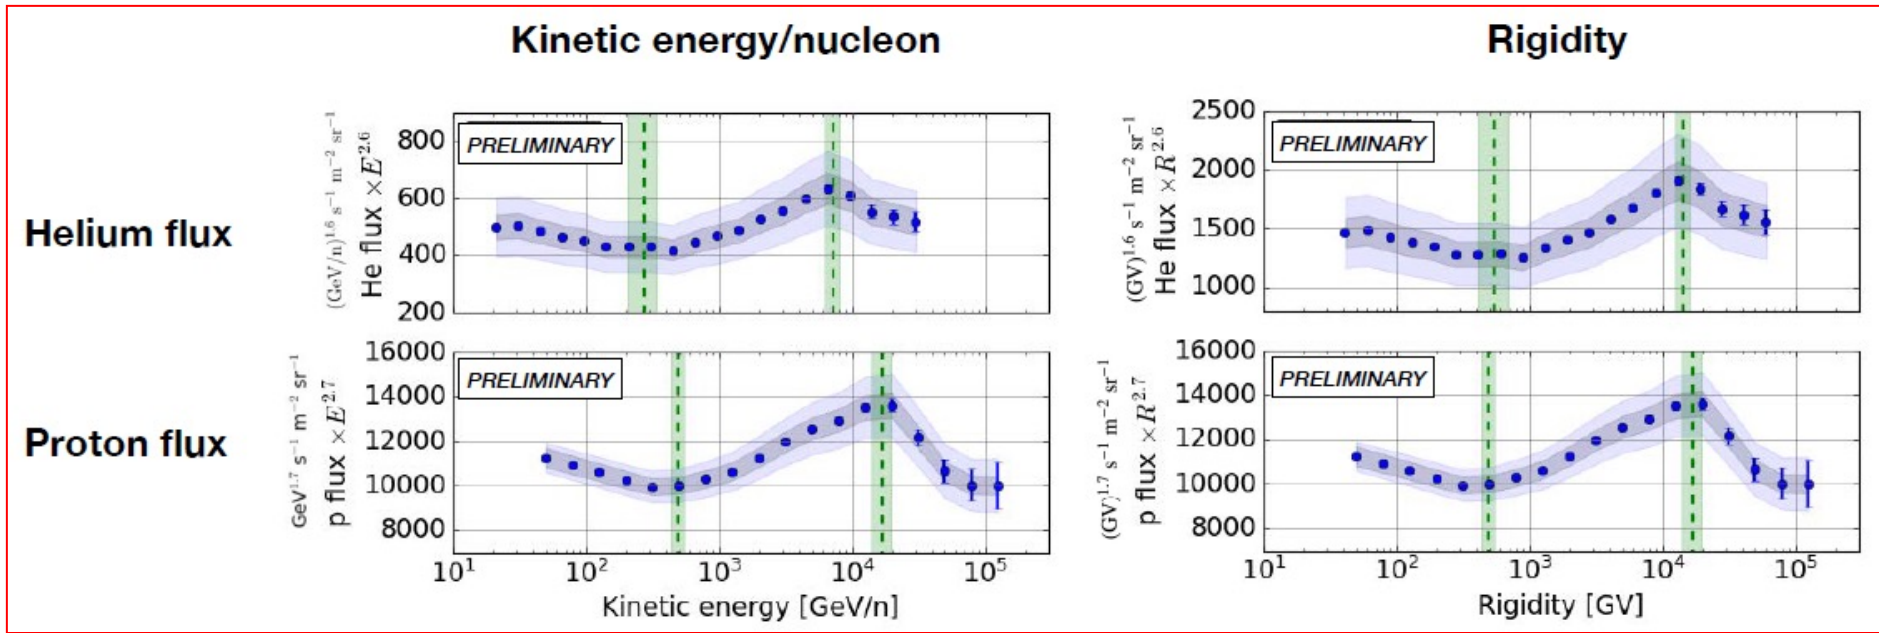 Kinetic energy/nucleon
Rigidity
Helium flux
(GeV/n)^1.6 s^−1 m^−2 sr^−1
He flux ×E^2.6
800
600
400
200
PRELIMINARY
(GV)^1.6 s^−1 m^−2 sr^−1
He flux ×R^2.6
2500
2000
1500
1000
PRELIMINARY
Proton flux
GeV^1.7 s^−1 m^−2 sr^−1
p flux ×E^2.7
16000
14000
12000
10000
8000
PRELIMINARY
10^1 10^2 10^3 10^4 10^5
Kinetic energy [GeV/n]
(GV)^1.7 s^−1 m^−2 sr^−1
p flux ×R^2.7
16000
14000
12000
10000
8000
PRELIMINARY
10^1 10^2 10^3 10^4 10^5
Rigidity [GV]